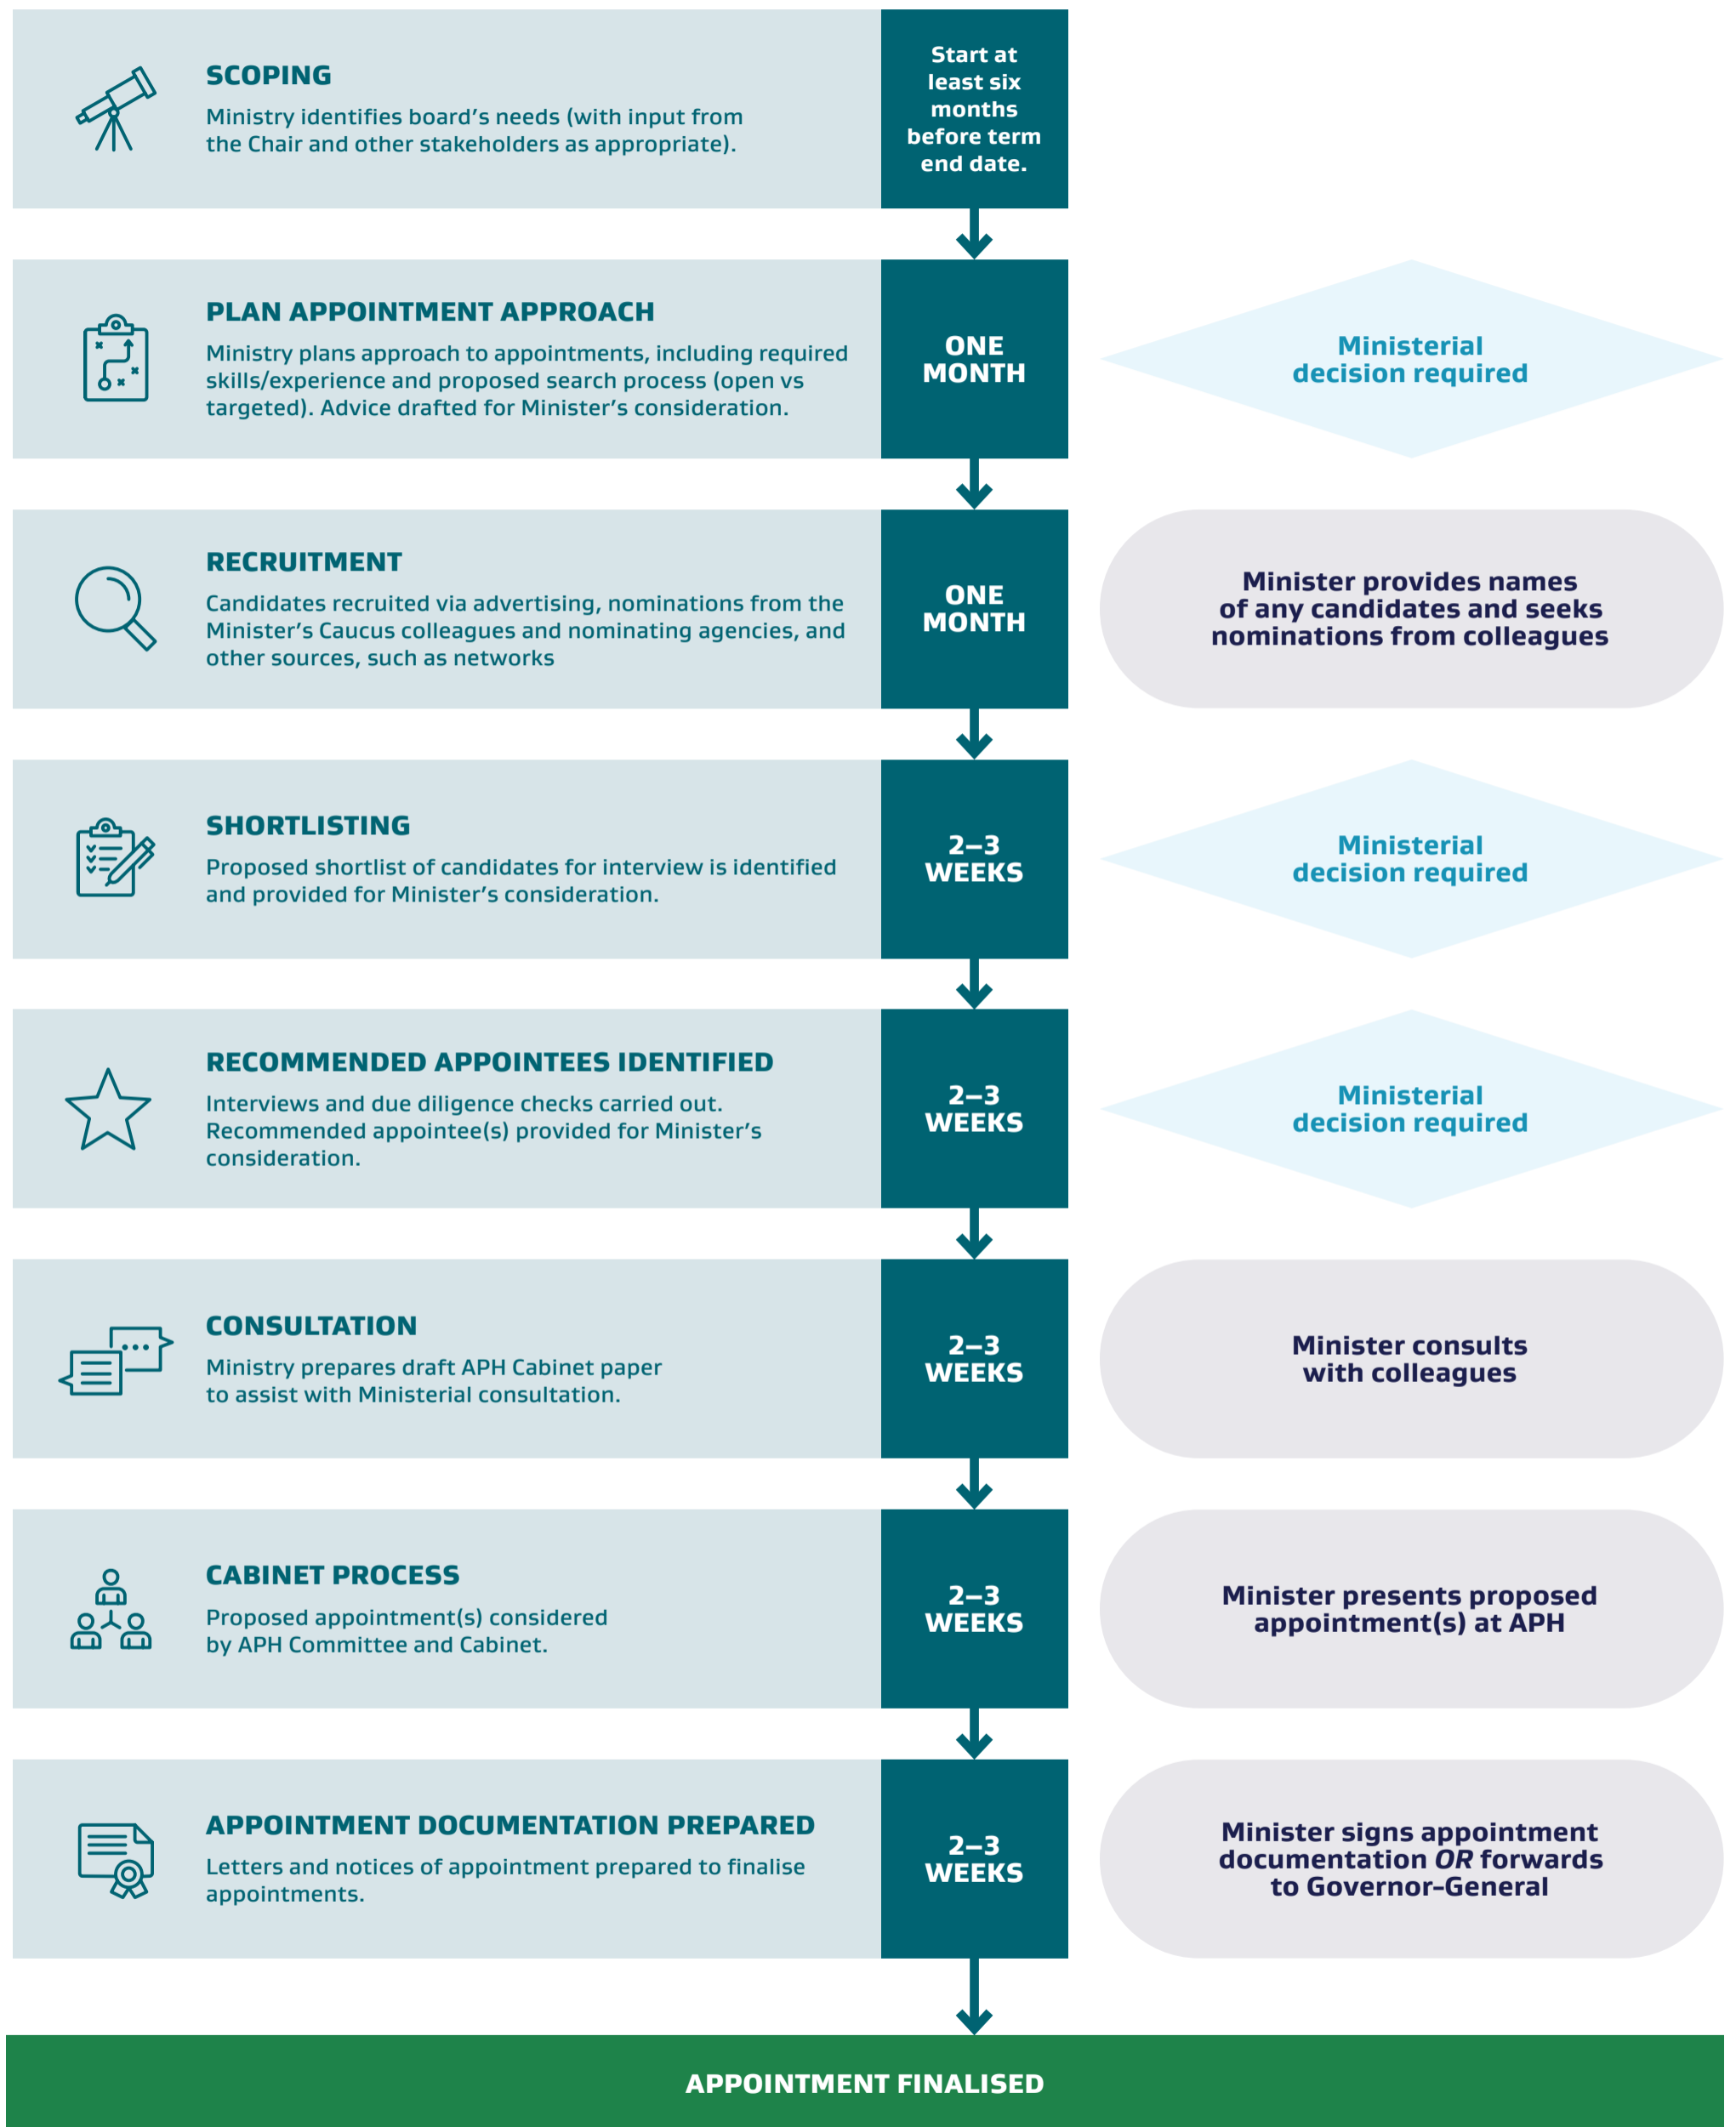 SCOPING
Ministry identifies board's needs (with input from
the Chair and other stakeholders as appropriate).
Start at
least six
months
before term
end date.
PLAN APPOINTMENT APPROACH
Ministry plans approach to appointments, including required
skills/experience and proposed search process (open vs
targeted). Advice drafted for Minister's consideration.
ONE
MONTH
Ministerial
decision required
RECRUITMENT
Candidates recruited via advertising, nominations from the
Minister's Caucus colleagues and nominating agencies, and
other sources, such as networks
ONE
MONTH
Minister provides names
of any candidates and seeks
nominations from colleagues
SHORTLISTING
Proposed shortlist of candidates for interview is identified
and provided for Minister's consideration.
2–3
WEEKS
Ministerial
decision required
RECOMMENDED APPOINTEES IDENTIFIED
Interviews and due diligence checks carried out.
Recommended appointee(s) provided for Minister's
consideration.
2–3
WEEKS
Ministerial
decision required
CONSULTATION
Ministry prepares draft APH Cabinet paper
to assist with Ministerial consultation.
2–3
WEEKS
Minister consults
with colleagues
CABINET PROCESS
Proposed appointment(s) considered
by APH Committee and Cabinet.
2–3
WEEKS
Minister presents proposed
appointment(s) at APH
APPOINTMENT DOCUMENTATION PREPARED
Letters and notices of appointment prepared to finalise
appointments.
2–3
WEEKS
Minister signs appointment
documentation OR forwards
to Governor–General
APPOINTMENT FINALISED